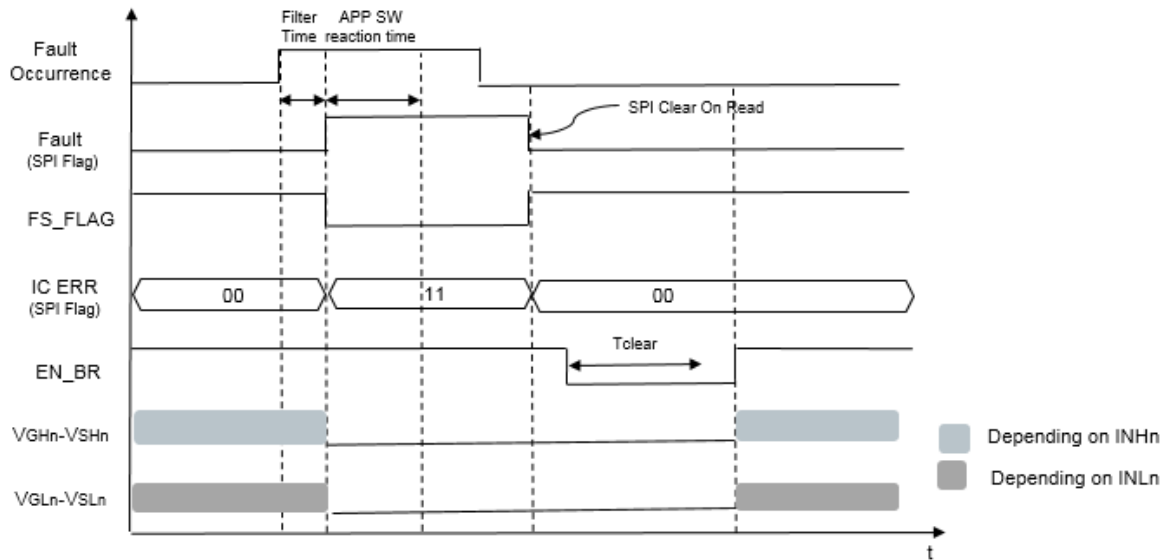 Filter
Time
APP SW
reaction time
Fault
Occurrence
SPI Clear On Read
Fault
(SPI Flag)
FS_FLAG
IC ERR
(SPI Flag)
00
11
00
Tclear
EN_BR
VGHn-VSHn
Depending on INHn
VGLn-VSLn
Depending on INLn
t